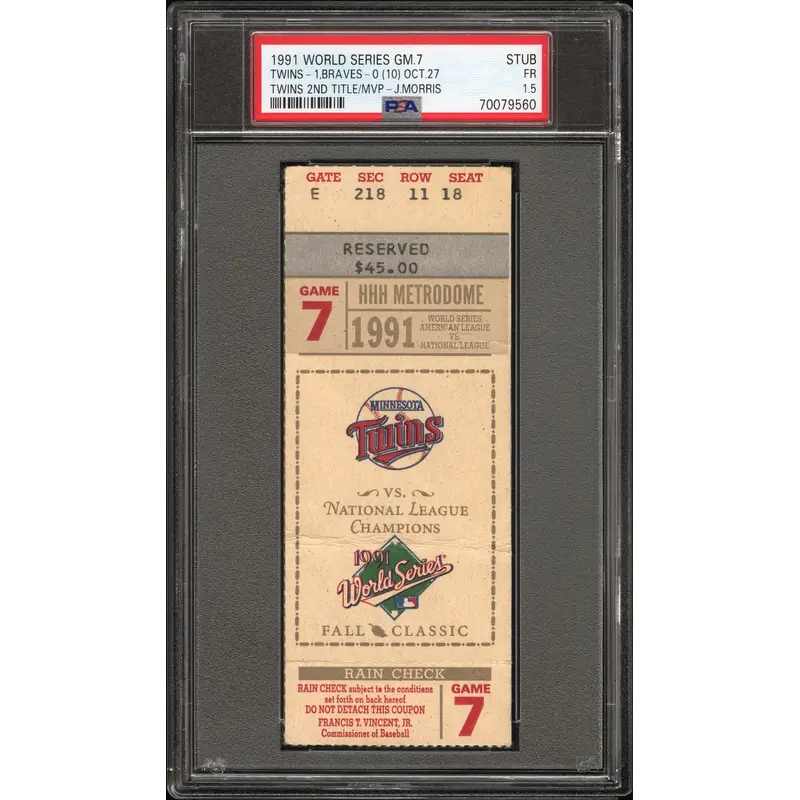 1991 WORLD SERIES GM.7
STUB
TWINS - 1,BRAVES - 0 (10) OCT.27
FR
TWINS 2ND TITLE/MVP - J.MORRIS
1.5
PSA
70079560
GATE SEC ROW SEAT
E 218 11 18
RESERVED
$45.00
GAME
7
HHH METRODOME
1991
WORLD SERIES
AMERICAN LEAGUE
VS.
NATIONAL LEAGUE
MINNESOTA
Twins
VS.
NATIONAL LEAGUE
CHAMPIONS
1991
World Series
FALL CLASSIC
RAIN CHECK
RAIN CHECK subject to the conditions
set forth on back hereof
DO NOT DETACH THIS COUPON
FRANCIS T. VINCENT, JR.
Commissioner of Baseball
GAME
7